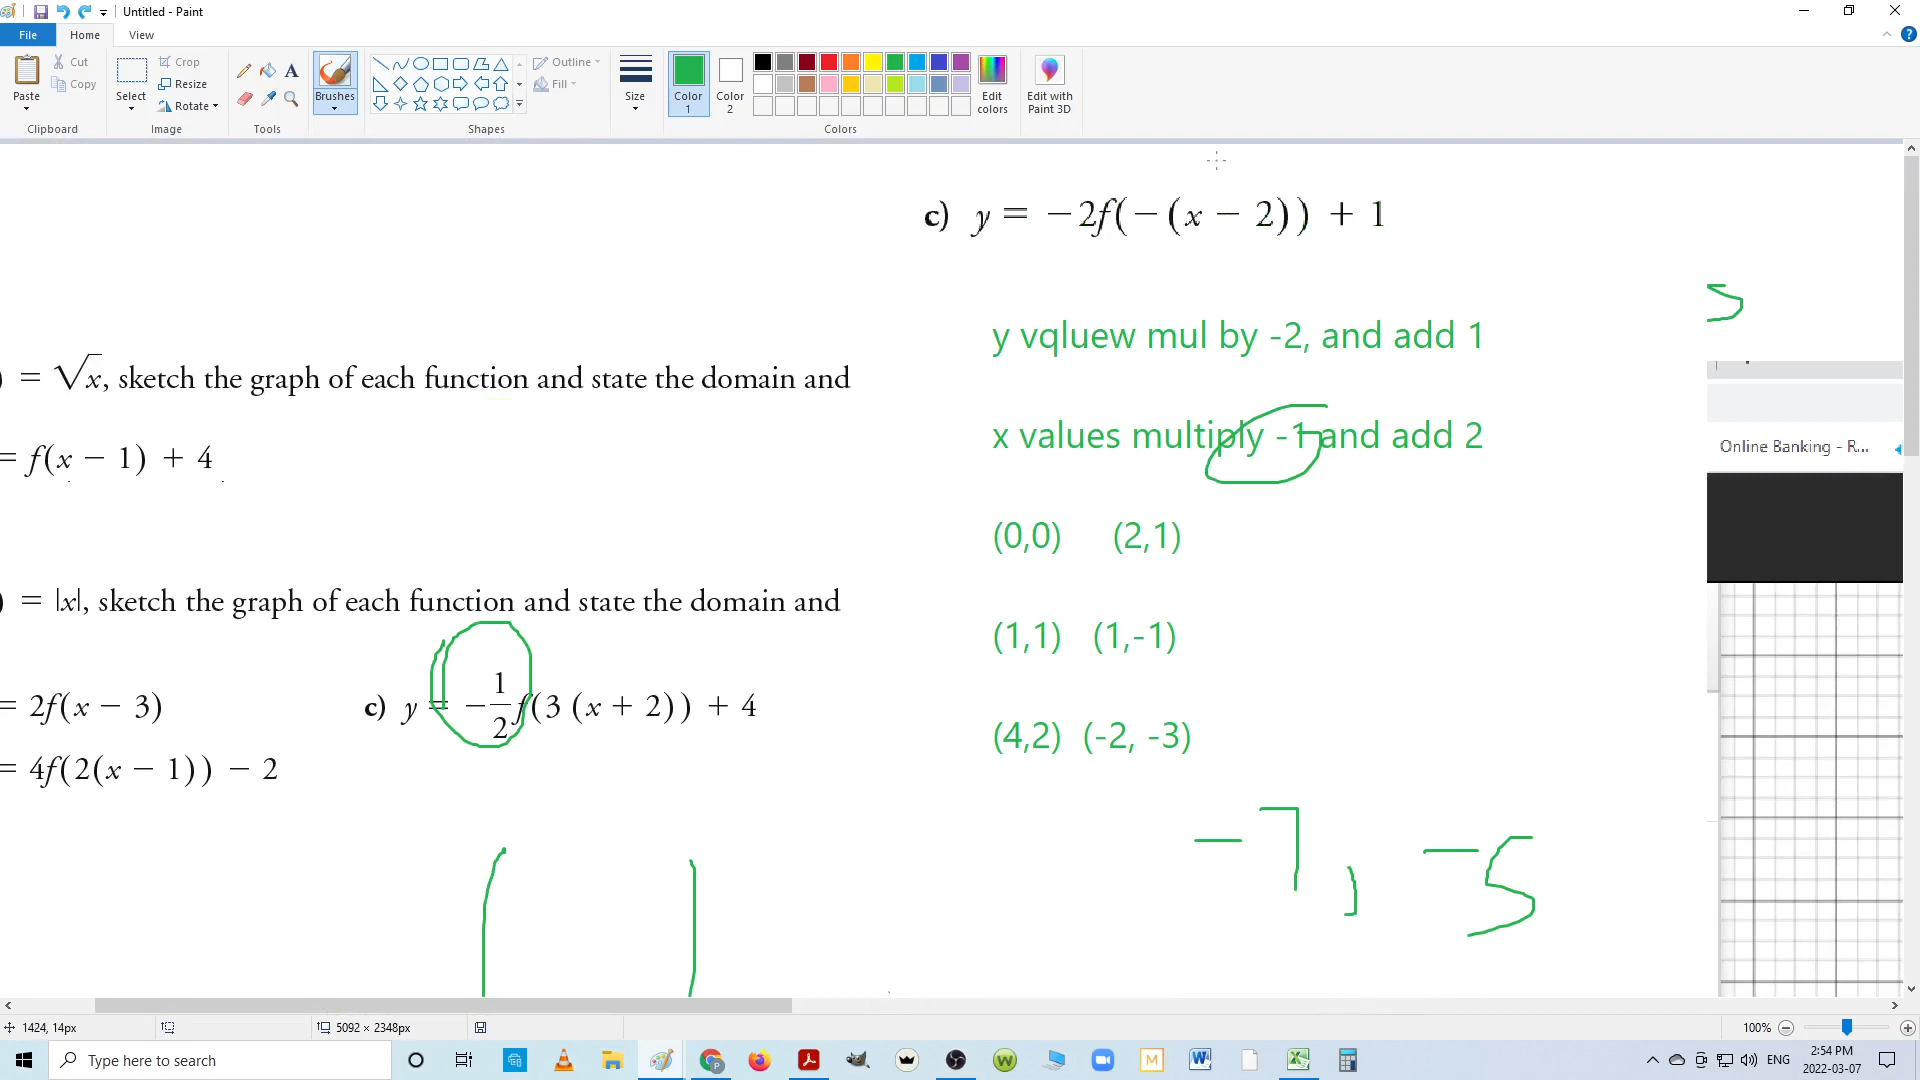 Untitled - Paint
File Home View
Paste
Cut
Copy
Clipboard
Select
Crop
Resize
Rotate
Image
A
Tools
Brushes
Shapes
Outline
Fill
Size
Color 1
Color 2
Colors
Edit colors
Edit with Paint 3D
c) y = −2f(−(x − 2)) + 1
y vqluew mul by -2, and add 1
x values multiply -1 and add 2
(0,0) (2,1)
(1,1) (1,-1)
(4,2) (-2, -3)
-7, -5
) = √x, sketch the graph of each function and state the domain and
= f(x − 1) + 4
) = |x|, sketch the graph of each function and state the domain and
= 2f(x − 3)
c) y = −1/2 f(3 (x + 2)) + 4
= 4f(2(x − 1)) − 2
5
Online Banking - R...
1424, 14px
5092 × 2348px
100%
Type here to search
ENG
2:54 PM
2022-03-07